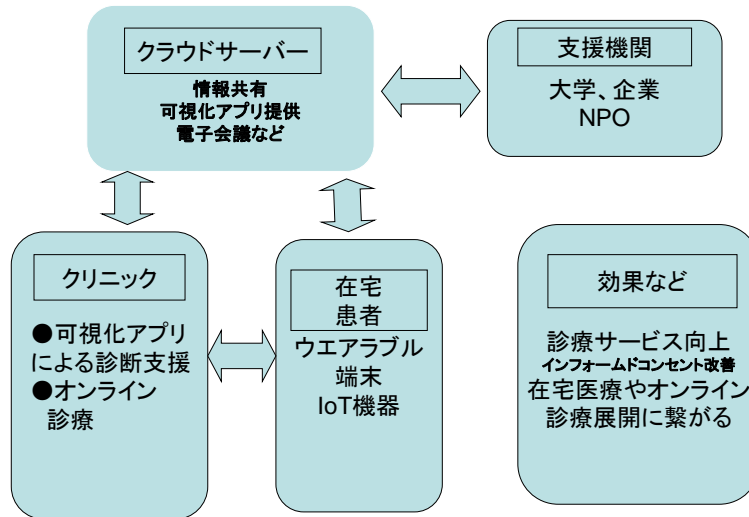 クラウドサーバー
情報共有
可視化アプリ提供
電子会議など
支援機関
大学、企業
NPO
クリニック
●可視化アプリ
による診断支援
●オンライン
診療
在宅
患者
ウエアラブル
端末
IoT機器
効果など
診療サービス向上
インフォームドコンセント改善
在宅医療やオンライン
診療展開に繋がる